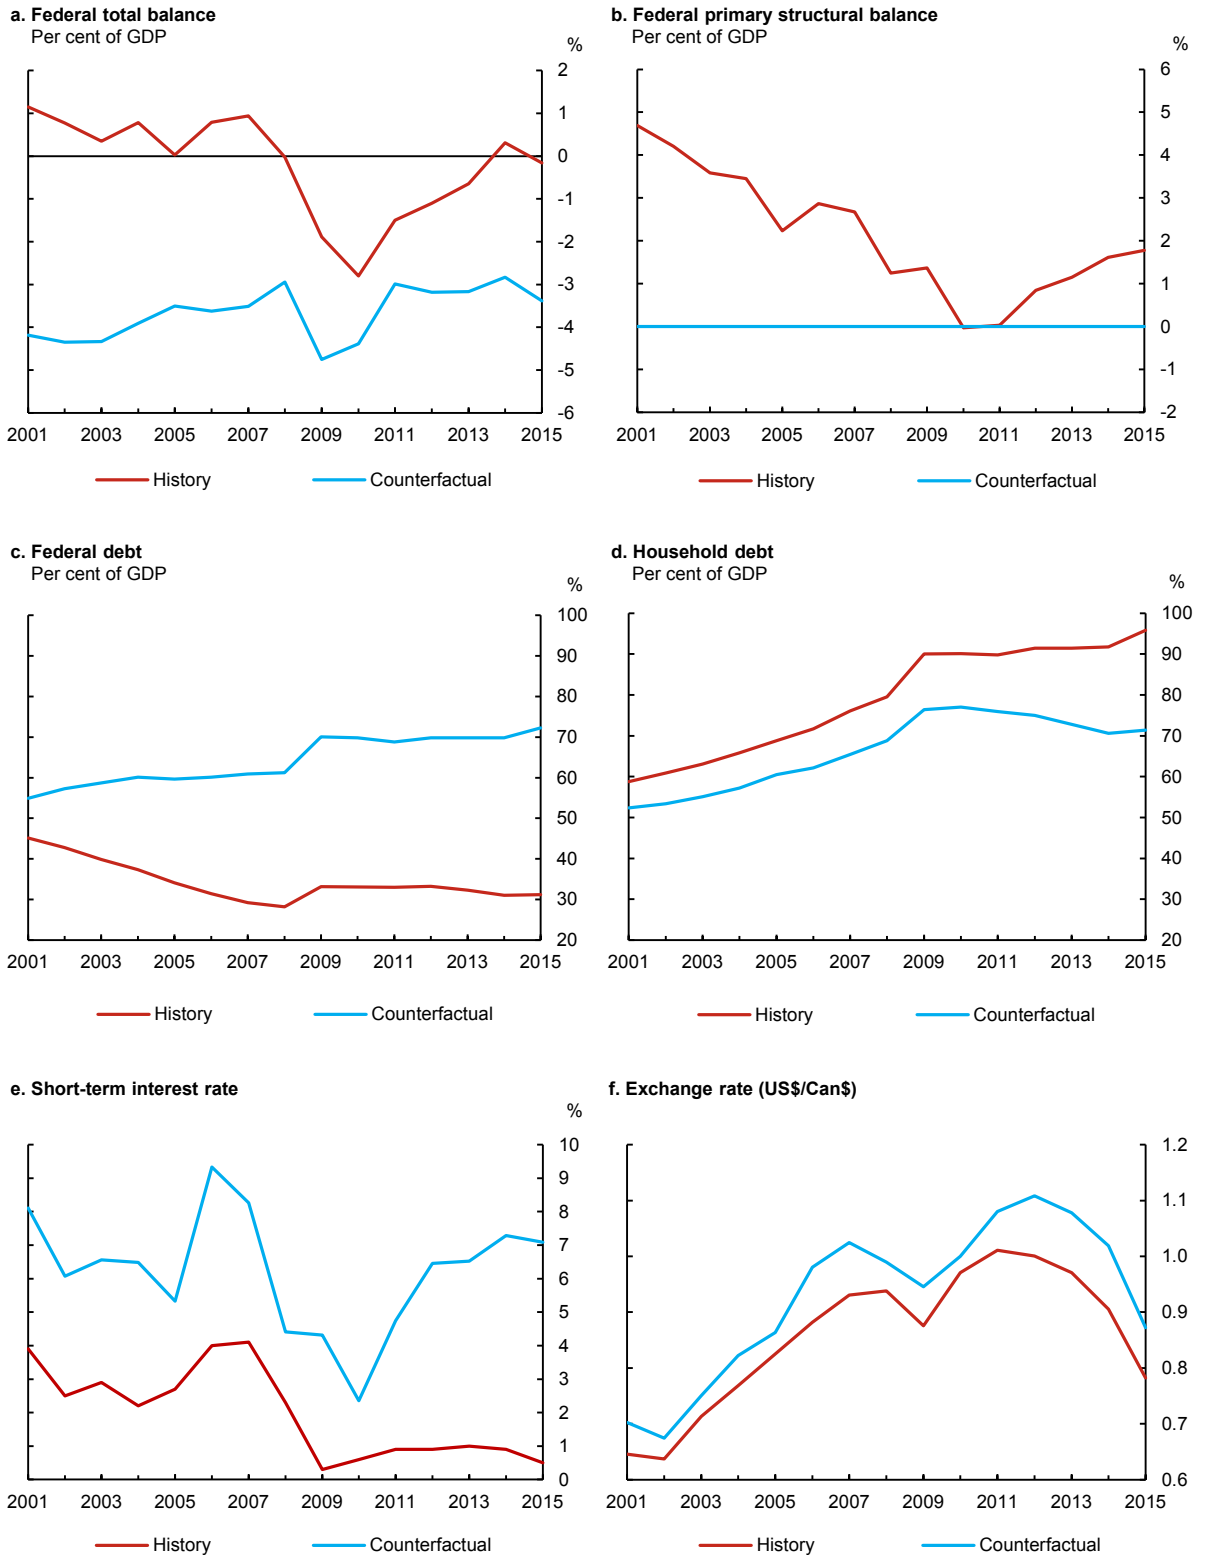 a. Federal total balance
Per cent of GDP
%
2
1
0
-1
-2
-3
-4
-5
-6
2001 2003 2005 2007 2009 2011 2013 2015
History Counterfactual
b. Federal primary structural balance
Per cent of GDP
%
6
5
4
3
2
1
0
-1
-2
2001 2003 2005 2007 2009 2011 2013 2015
History Counterfactual
c. Federal debt
Per cent of GDP
%
100
90
80
70
60
50
40
30
20
2001 2003 2005 2007 2009 2011 2013 2015
History Counterfactual
d. Household debt
Per cent of GDP
%
100
90
80
70
60
50
40
30
20
2001 2003 2005 2007 2009 2011 2013 2015
History Counterfactual
e. Short-term interest rate
%
10
9
8
7
6
5
4
3
2
1
0
2001 2003 2005 2007 2009 2011 2013 2015
History Counterfactual
f. Exchange rate (US$/Can$)
1.2
1.1
1.0
0.9
0.8
0.7
0.6
2001 2003 2005 2007 2009 2011 2013 2015
History Counterfactual